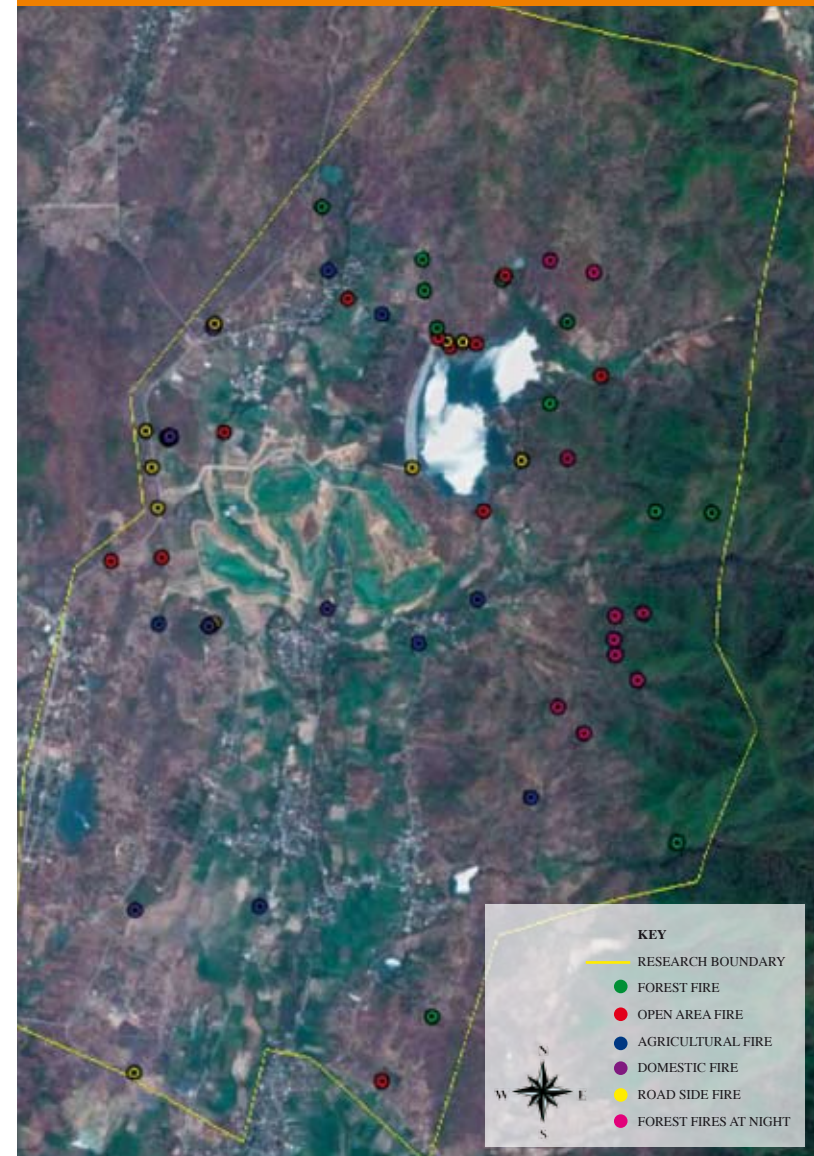 KEY
RESEARCH BOUNDARY
FOREST FIRE
OPEN AREA FIRE
AGRICULTURAL FIRE
DOMESTIC FIRE
ROAD SIDE FIRE
FOREST FIRES AT NIGHT
N
W E
S